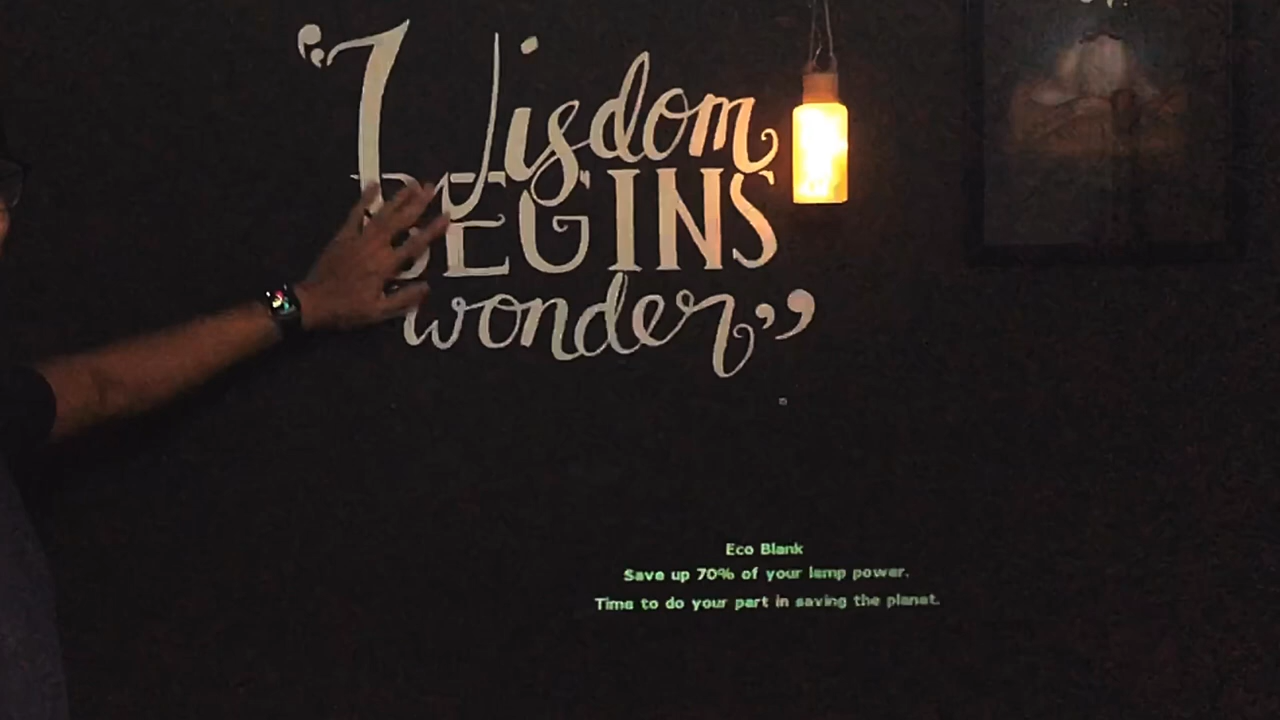 “Wisdom
BEGINS
wonder”
Eco Blank
Save up 70% of your lamp power.
Time to do your part in saving the planet.